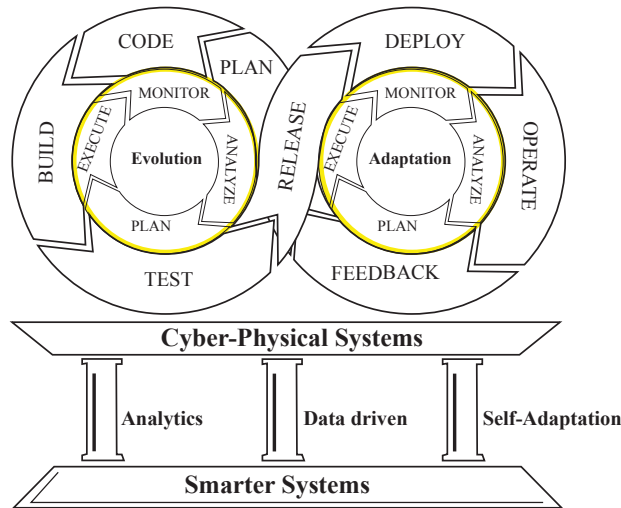 CODE
PLAN
BUILD
TEST
RELEASE
MONITOR
ANALYZE
PLAN
EXECUTE
Evolution
DEPLOY
OPERATE
FEEDBACK
MONITOR
ANALYZE
PLAN
EXECUTE
Adaptation
Cyber-Physical Systems
Analytics
Data driven
Self-Adaptation
Smarter Systems